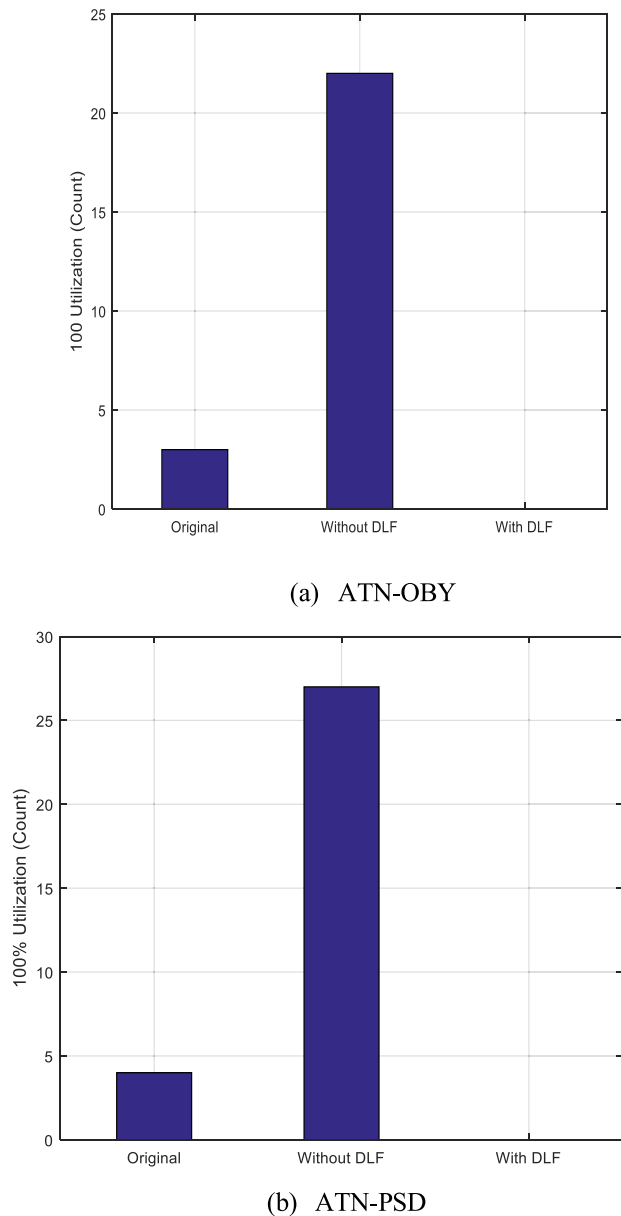 25
20
15
10
5
0
100 Utilization (Count)
Original Without DLF With DLF
(a) ATN-OBY
30
25
20
15
10
5
0
100% Utilization (Count)
Original Without DLF With DLF
(b) ATN-PSD